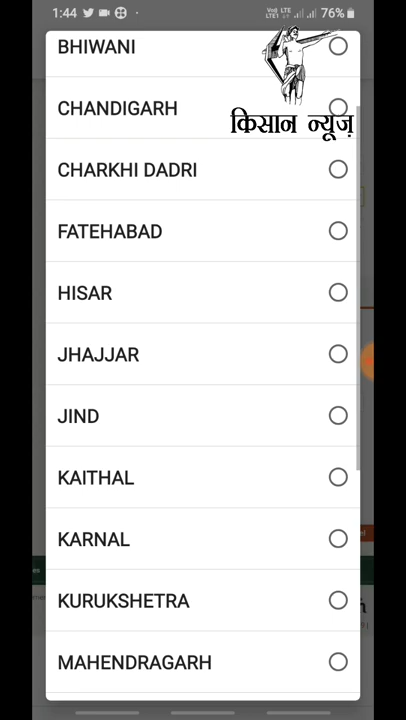 1:44
76%
BHIWANI
CHANDIGARH
किसान न्यूज़
CHARKHI DADRI
FATEHABAD
HISAR
JHAJJAR
JIND
KAITHAL
KARNAL
KURUKSHETRA
MAHENDRAGARH